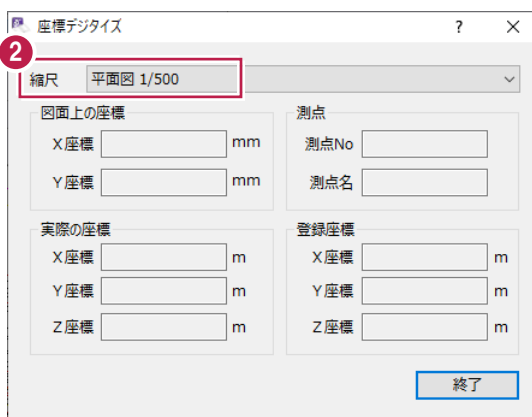 座標デジタイズ ? ×
2
縮尺 平面図 1/500
図面上の座標
X座標 mm
Y座標 mm
測点
測点No
測点名
実際の座標
X座標 m
Y座標 m
Z座標 m
登録座標
X座標 m
Y座標 m
Z座標 m
終了